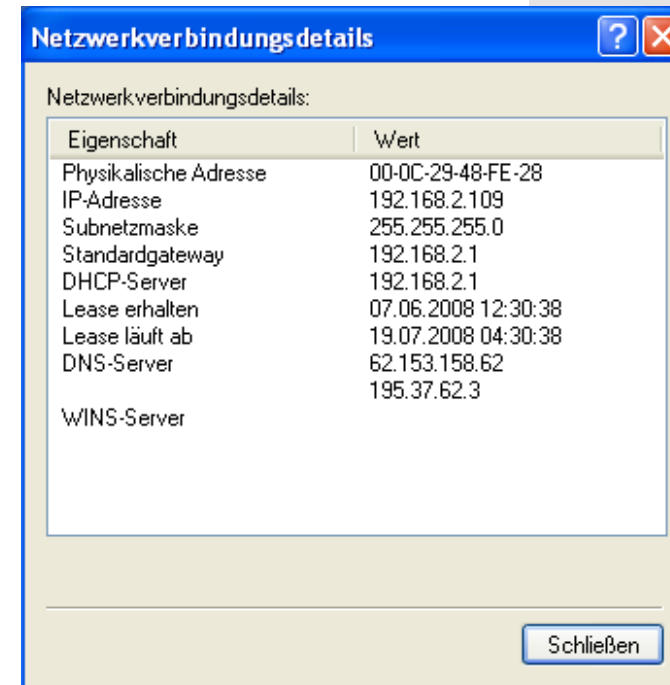 Netzwerkverbindungsdetails
Netzwerkverbindungsdetails:
Eigenschaft Wert
Physikalische Adresse 00-0C-29-48-FE-28
IP-Adresse 192.168.2.109
Subnetzmaske 255.255.255.0
Standardgateway 192.168.2.1
DHCP-Server 192.168.2.1
Lease erhalten 07.06.2008 12:30:38
Lease läuft ab 19.07.2008 04:30:38
DNS-Server 62.153.158.62
195.37.62.3
WINS-Server
Schließen